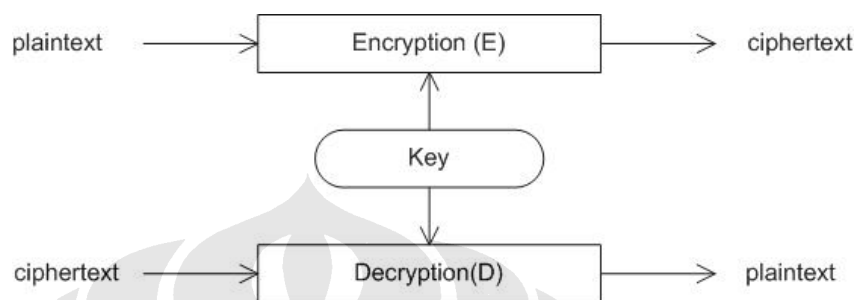 plaintext Encryption (E) ciphertext
Key
ciphertext Decryption(D) plaintext